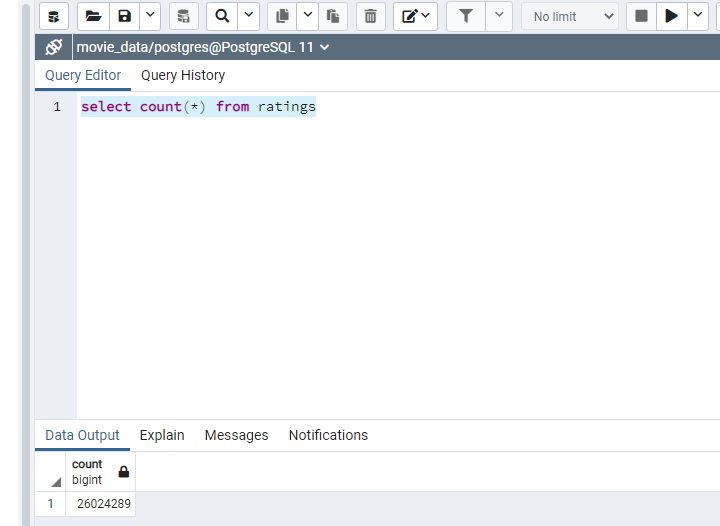 No limit
movie_data/postgres@PostgreSQL 11
Query Editor Query History
1 select count(*) from ratings
Data Output Explain Messages Notifications
count
bigint
1 26024289